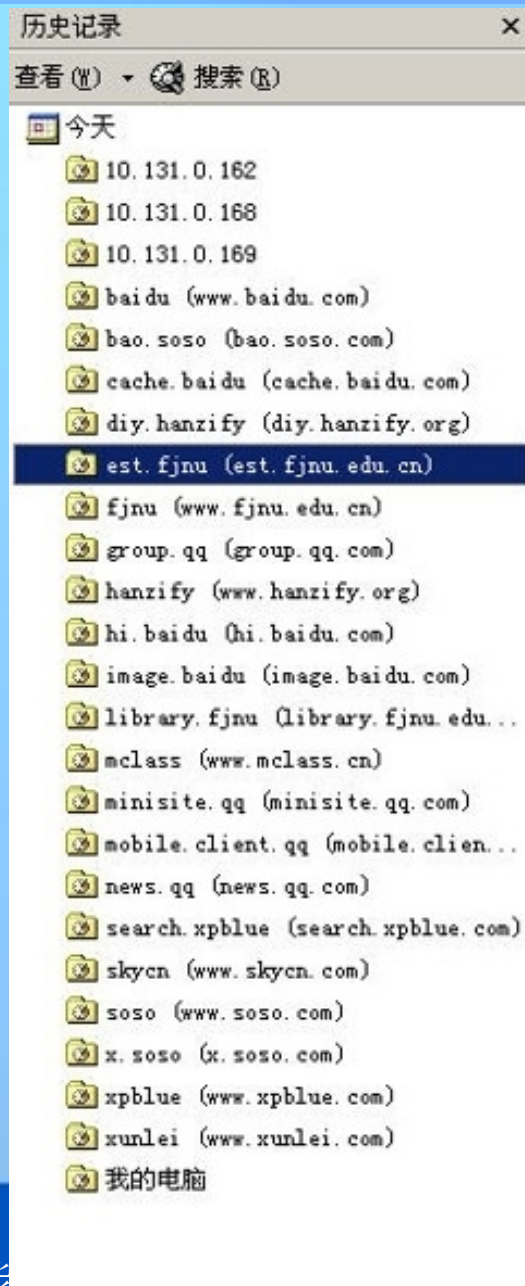 历史记录 ×
查看(W) 搜索(R)
今天
10.131.0.162
10.131.0.168
10.131.0.169
baidu (www.baidu.com)
bao.soso (bao.soso.com)
cache.baidu (cache.baidu.com)
diy.hanzify (diy.hanzify.org)
est.fjnu (est.fjnu.edu.cn)
fjnu (www.fjnu.edu.cn)
group.qq (group.qq.com)
hanzify (www.hanzify.org)
hi.baidu (hi.baidu.com)
image.baidu (image.baidu.com)
library.fjnu (library.fjnu.edu...
mclass (www.mclass.cn)
minisite.qq (minisite.qq.com)
mobile.client.qq (mobile.clien...
news.qq (news.qq.com)
search.xpblue (search.xpblue.com)
skycn (www.skycn.com)
soso (www.soso.com)
x.soso (x.soso.com)
xpblue (www.xpblue.com)
xunlei (www.xunlei.com)
我的电脑